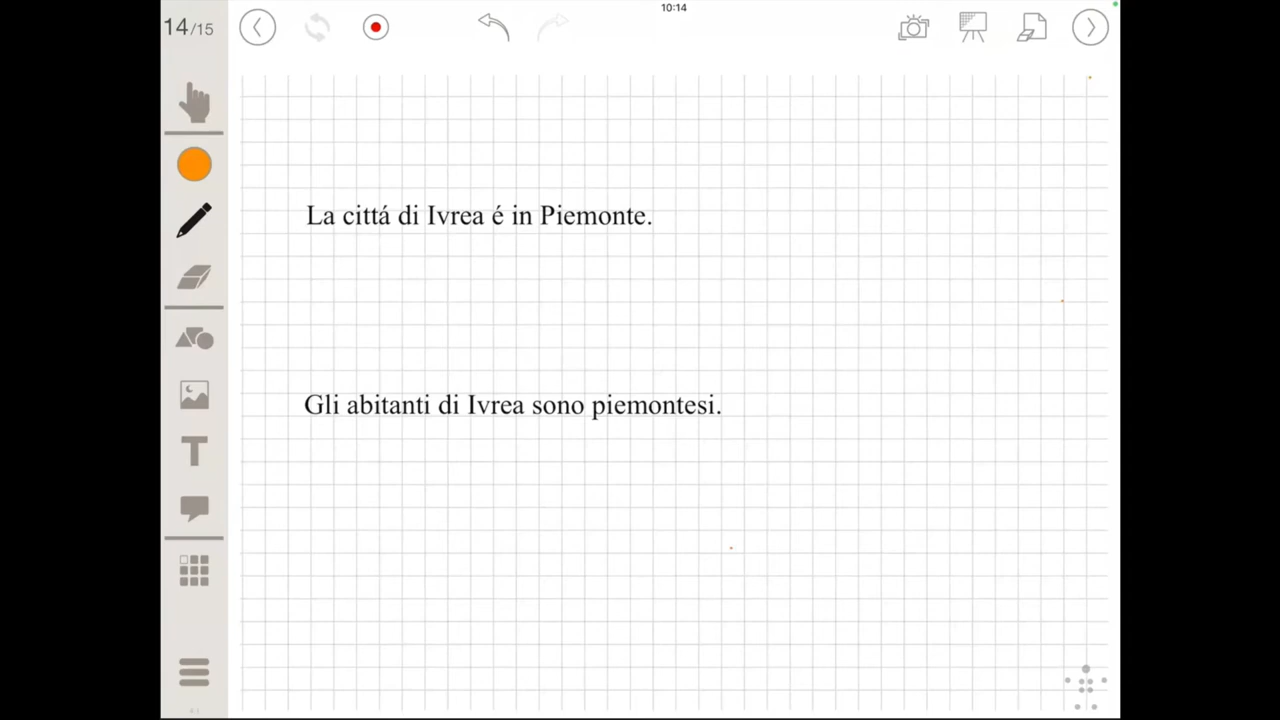 14/15
10:14
La cittá di Ivrea é in Piemonte.
Gli abitanti di Ivrea sono piemontesi.
T